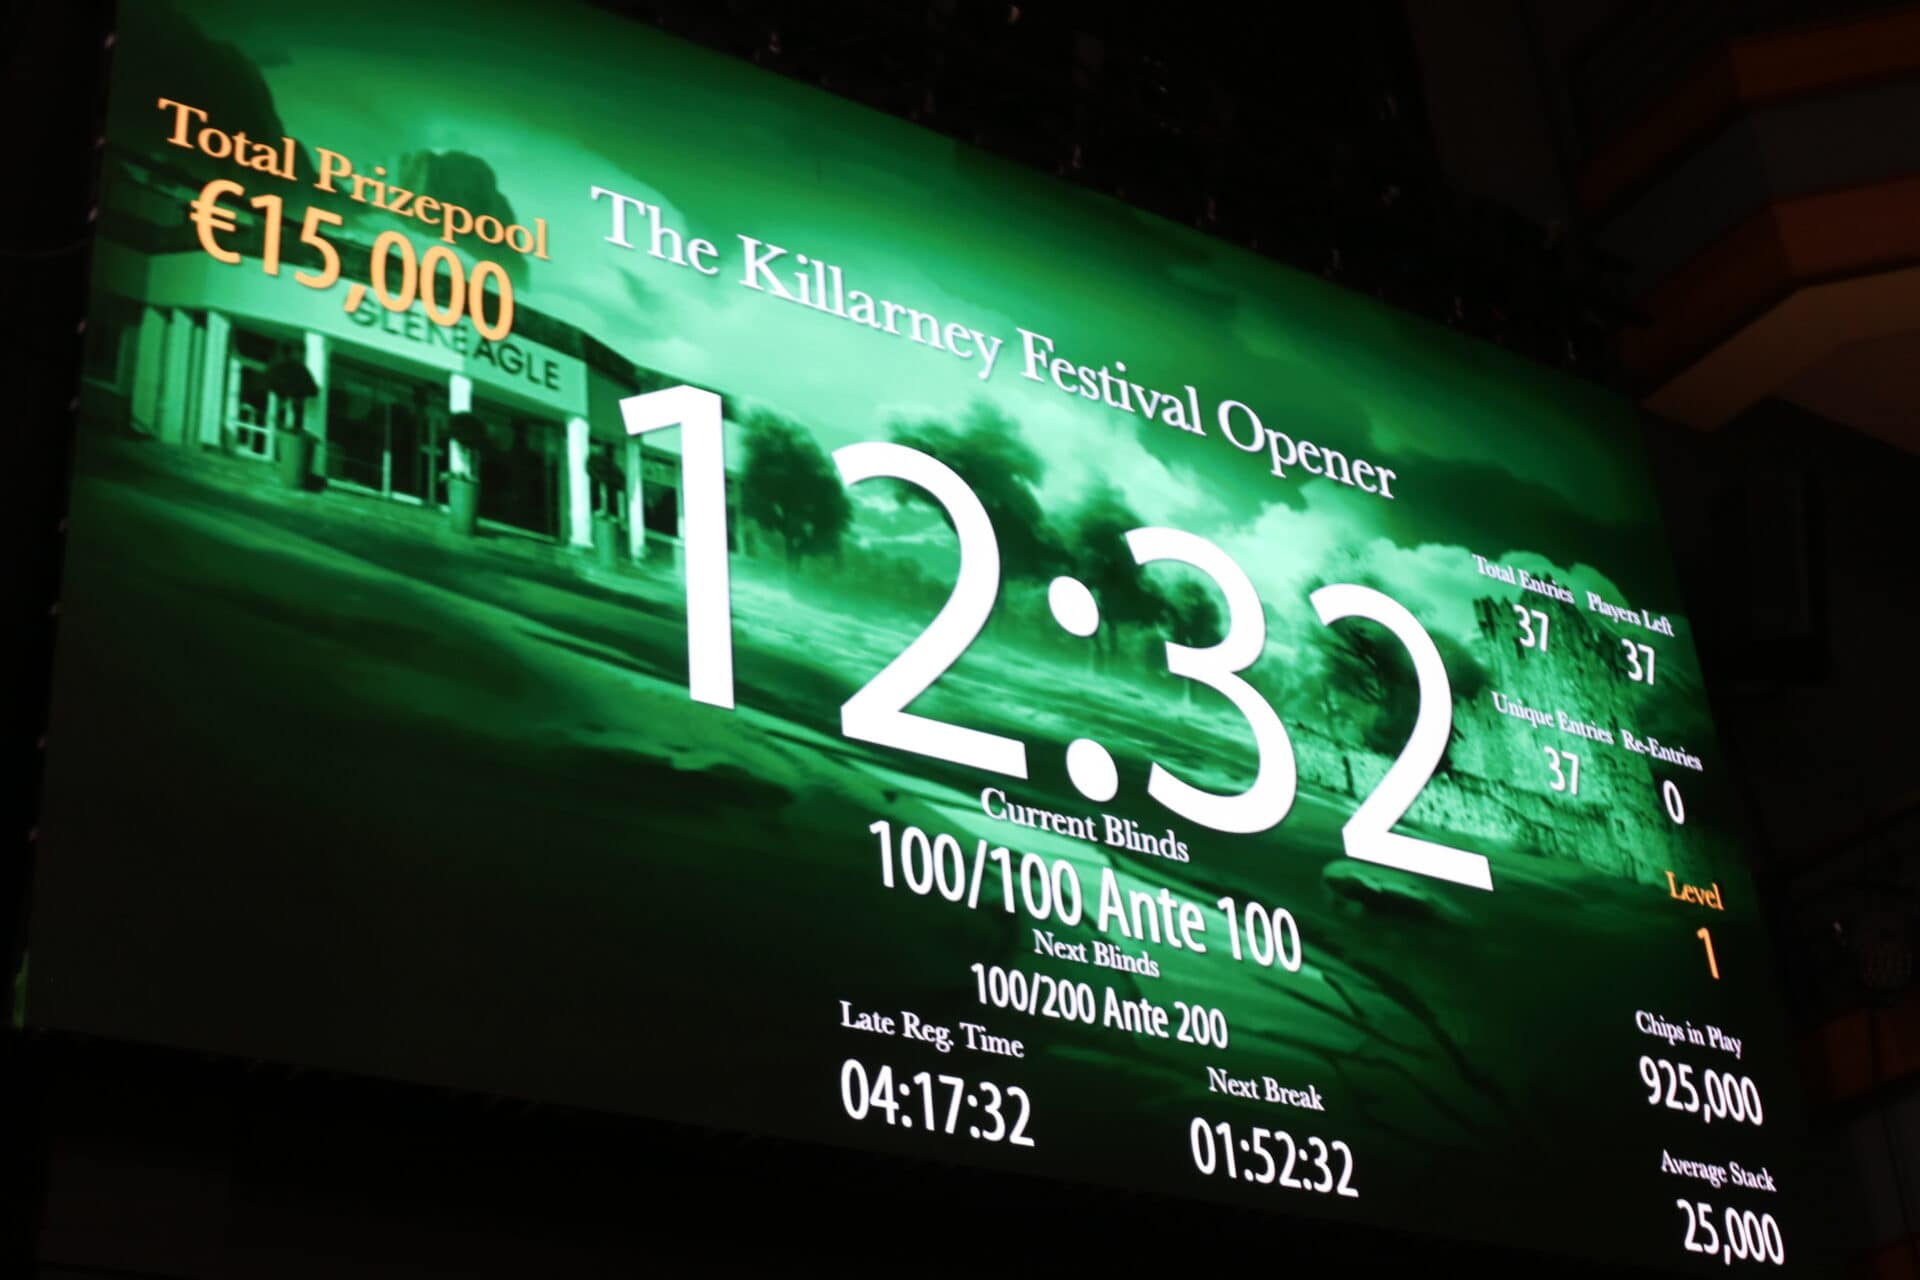 Total Prizepool
€15,000
The Killarney Festival Opener
GLENEAGLE
12:32
Total Entries Players Left
37 37
Unique Entries Re-Entries
37 0
Current Blinds
100/100 Ante 100
Next Blinds
100/200 Ante 200
Level
1
Late Reg. Time
04:17:32
Next Break
01:52:32
Chips in Play
925,000
Average Stack
25,000